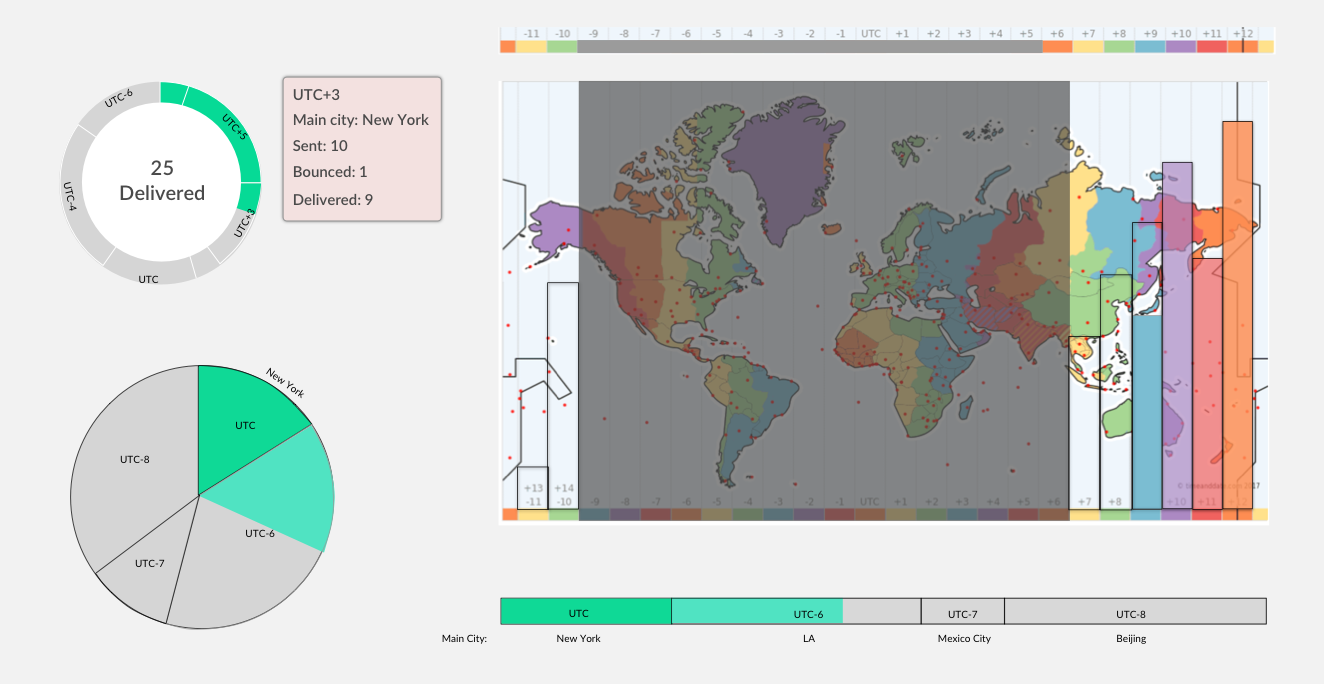 -11 -10 -9 -8 -7 -6 -5 -4 -3 -2 -1 UTC +1 +2 +3 +4 +5 +6 +7 +8 +9 +10 +11 +12
UTC-6
UTC+5
UTC-4
UTC+3
UTC
25
Delivered
UTC+3
Main city: New York
Sent: 10
Bounced: 1
Delivered: 9
+13 +14
-11 -10 -9 -8 -7 -6 -5 -4 -3 -2 -1 UTC +1 +2 +3 +4 +5 +6 +7 +8 +10 +11
New York
UTC
UTC-8
UTC-6
UTC-7
UTC UTC-6 UTC-7 UTC-8
Main City: New York LA Mexico City Beijing